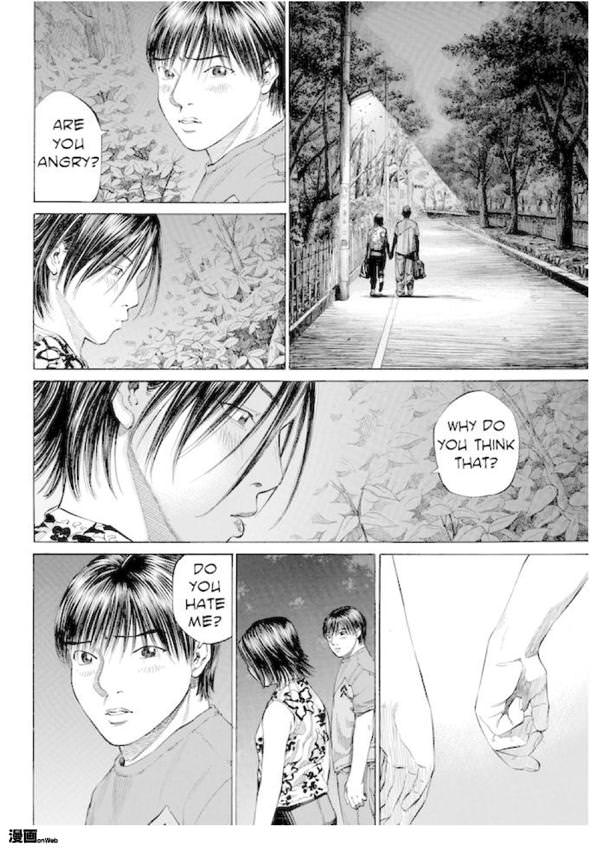 ARE
YOU
ANGRY?
WHY DO
YOU THINK
THAT?
DO
YOU
HATE
ME?
漫画 onWeb